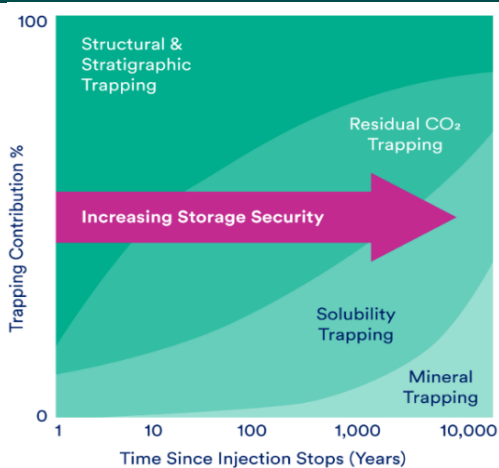 100
Structural &
Stratigraphic
Trapping
Residual CO₂
Trapping
Increasing Storage Security
Trapping Contribution %
Solubility
Trapping
Mineral
Trapping
0
1 10 100 1,000 10,000
Time Since Injection Stops (Years)